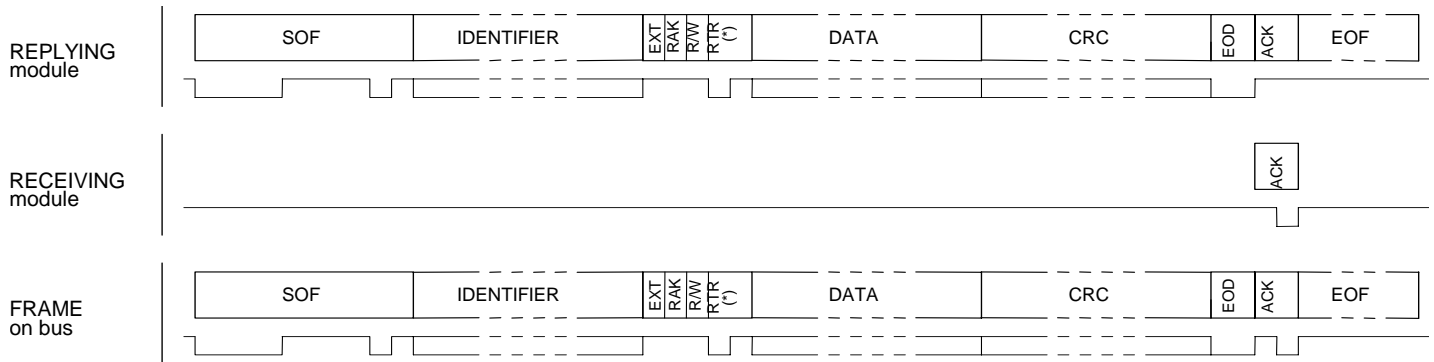 REPLYING
module
SOF IDENTIFIER EXT RAK R/W RTR (*) DATA CRC EOD ACK EOF
RECEIVING
module
ACK
FRAME
on bus
SOF IDENTIFIER EXT RAK R/W RTR (*) DATA CRC EOD ACK EOF